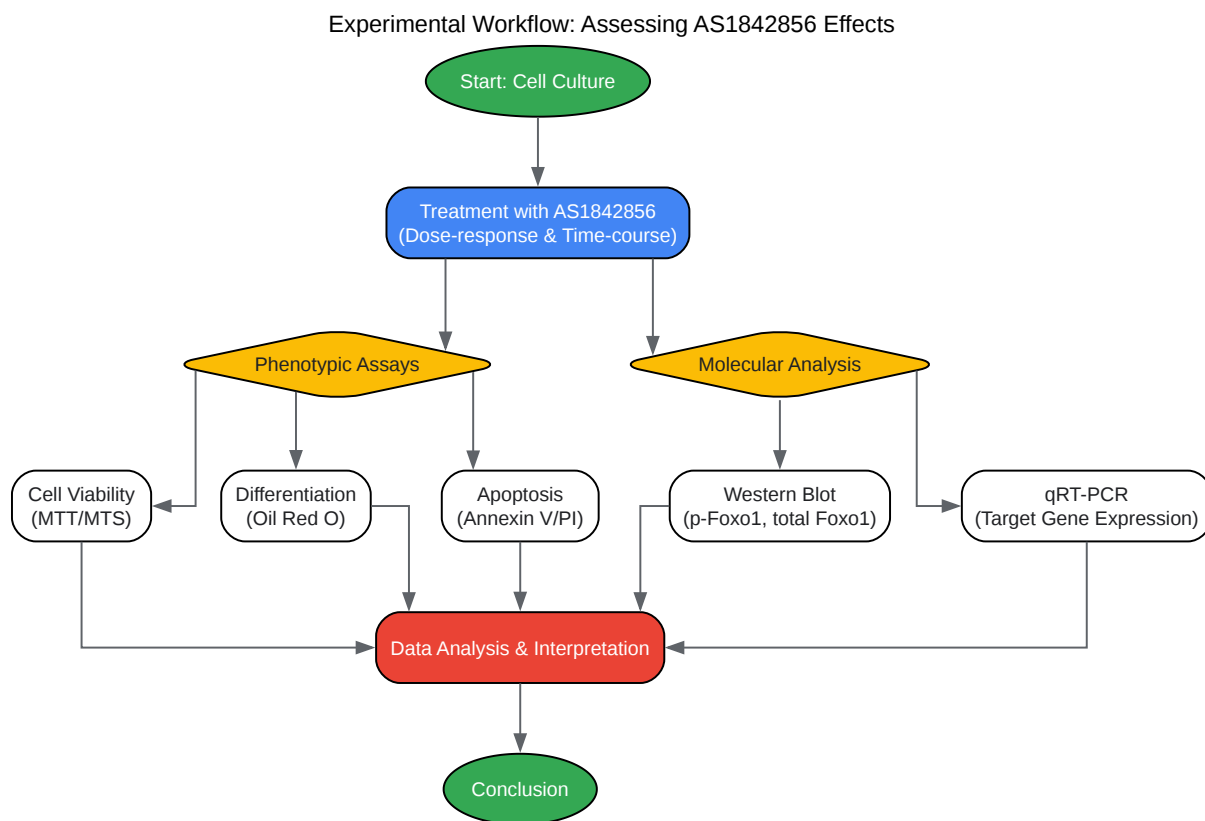 Experimental Workflow: Assessing AS1842856 Effects
Start: Cell Culture
Treatment with AS1842856
(Dose-response & Time-course)
Phenotypic Assays
Molecular Analysis
Cell Viability
(MTT/MTS)
Differentiation
(Oil Red O)
Apoptosis
(Annexin V/PI)
Western Blot
(p-Foxo1, total Foxo1)
qRT-PCR
(Target Gene Expression)
Data Analysis & Interpretation
Conclusion